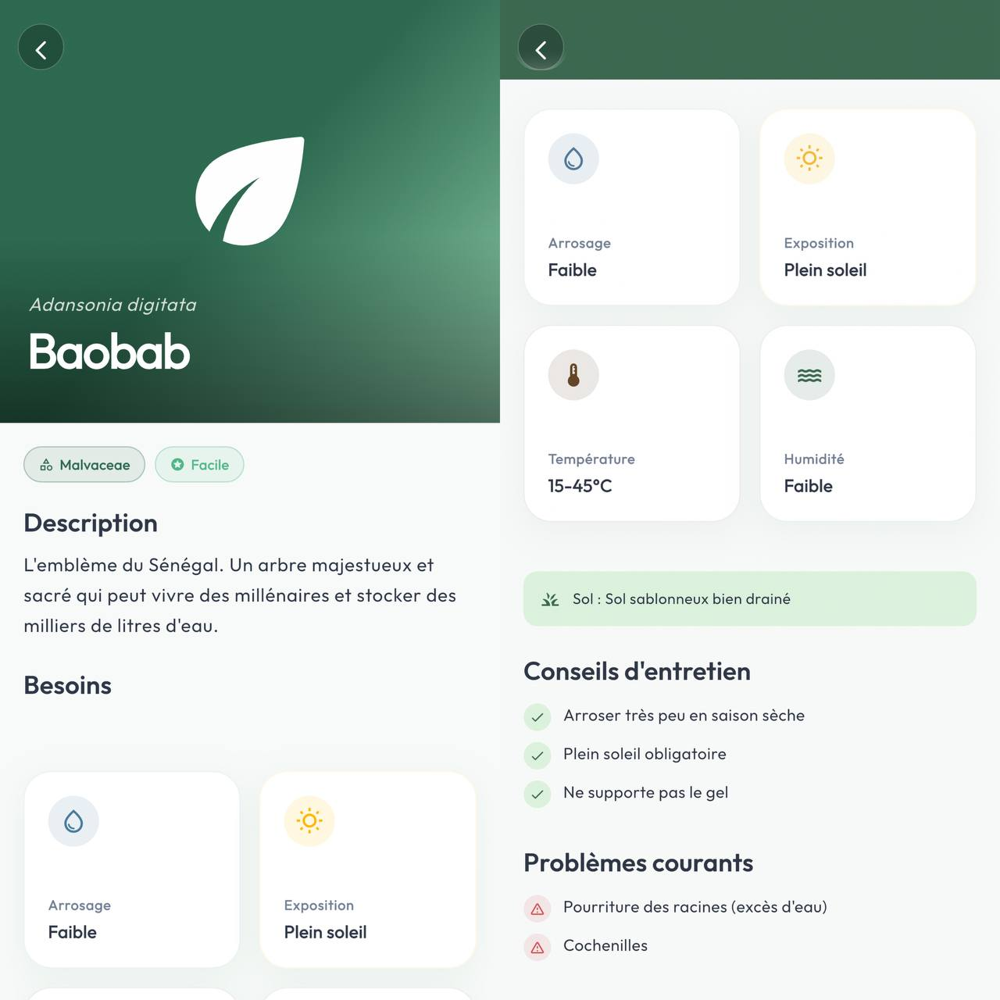 Adansonia digitata
Baobab
Malvaceae
Facile
Description
L'emblème du Sénégal. Un arbre majestueux et
sacré qui peut vivre des millénaires et stocker des
milliers de litres d'eau.
Besoins
Arrosage
Faible
Exposition
Plein soleil
Arrosage
Faible
Exposition
Plein soleil
Température
15-45°C
Humidité
Faible
Sol : Sol sablonneux bien drainé
Conseils d'entretien
Arroser très peu en saison sèche
Plein soleil obligatoire
Ne supporte pas le gel
Problèmes courants
Pourriture des racines (excès d'eau)
Cochenilles